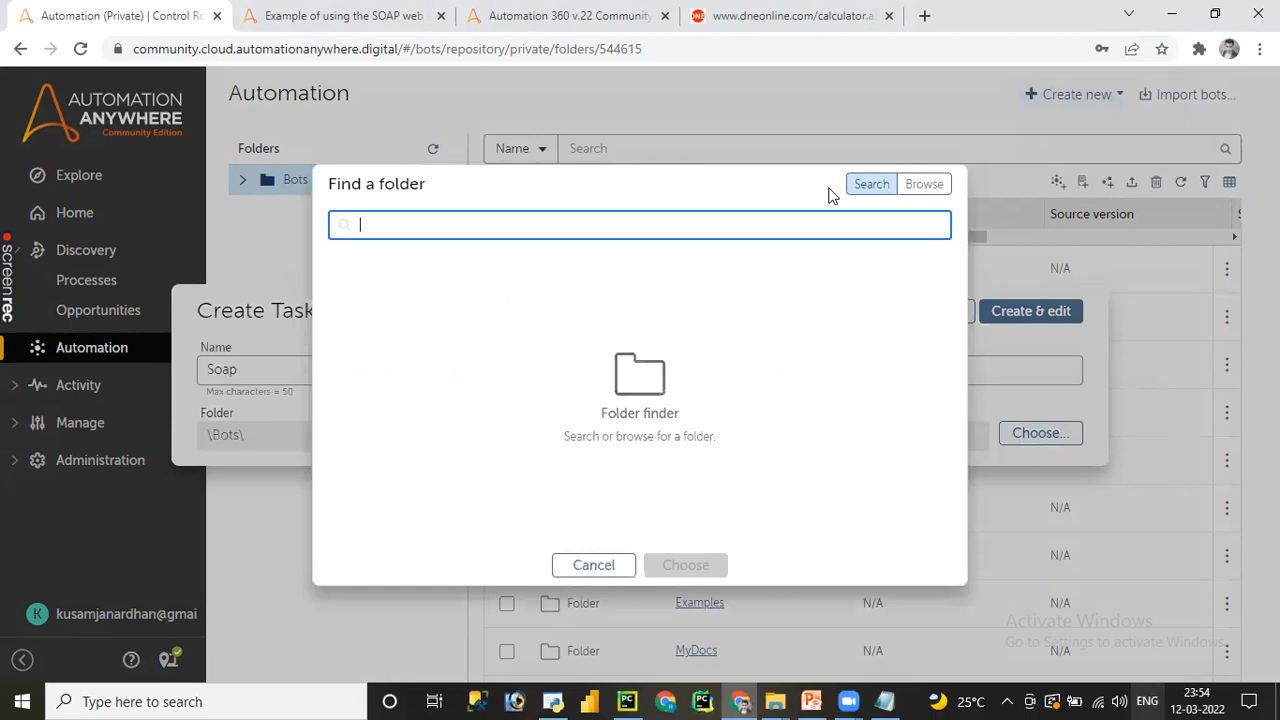 Automation (Private) | Control Ro
Example of using the SOAP web
Automation 360 v.22 Community
www.dneonline.com/calculator.a
community.cloud.automationanywhere.digital/#/bots/repository/private/folders/544615
AUTOMATION
ANYWHERE
Community Edition
Explore
Home
Discovery
Processes
Opportunities
Automation
Activity
Manage
Administration
kusamjanardhan@gmai
Automation
Create new
Import bots...
Folders
Name
Search
Bots
Source version
N/A
Find a folder
Search
Browse
Folder finder
Search or browse for a folder.
Cancel
Choose
Create Task
Create & edit
Name
Soap
Max characters = 50
Folder
\Bots\
Choose...
N/A
N/A
N/A
N/A
N/A
N/A
Folder
Examples
N/A
N/A
Folder
MyDocs
N/A
N/A
Activate Windows
Go to Settings to activate Windows.
screenrec
Type here to search
25°C
ENG
23:54
12-03-2022